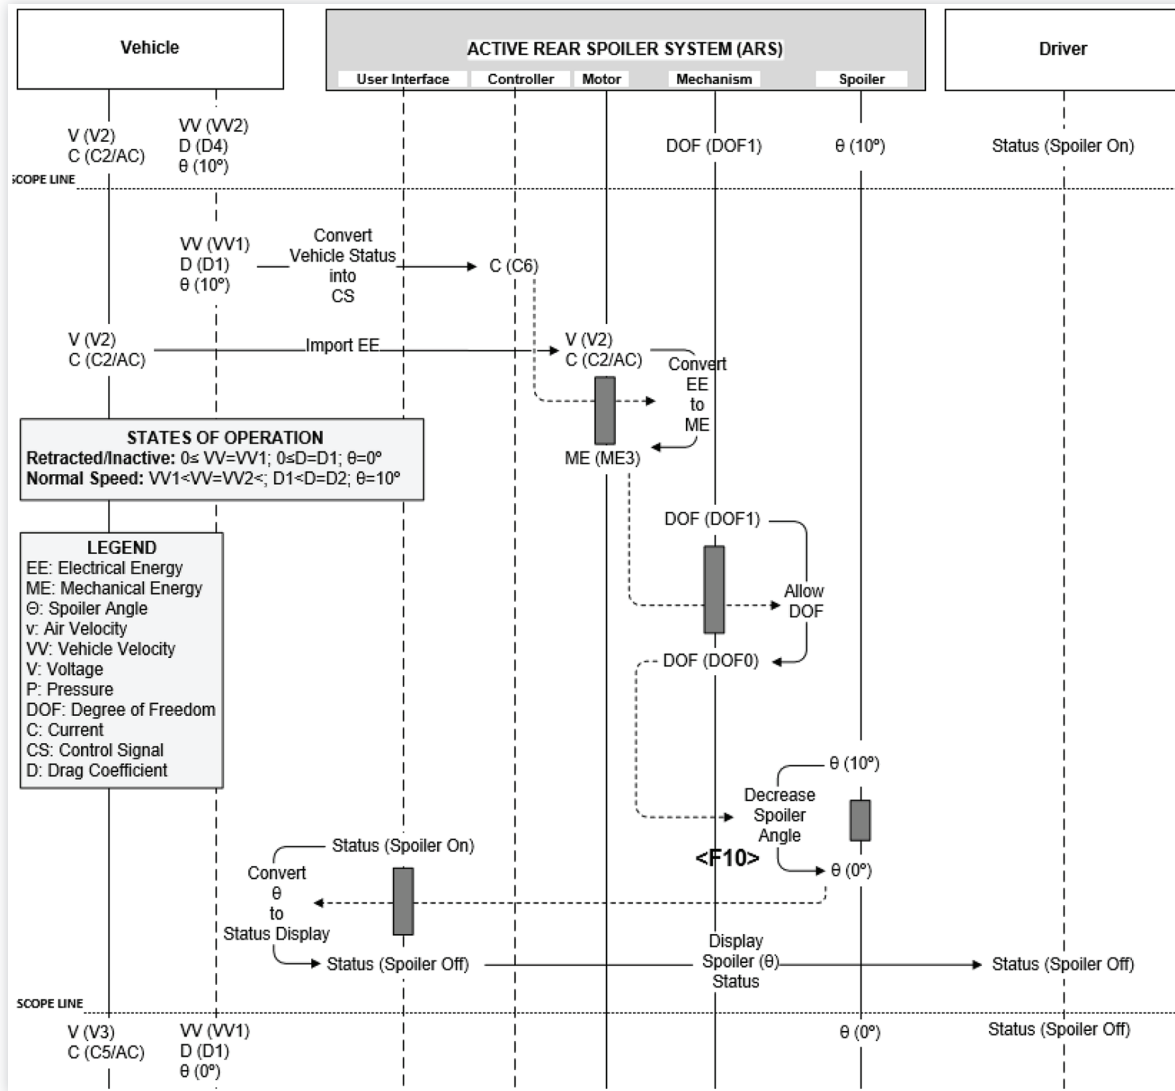 Vehicle
ACTIVE REAR SPOILER SYSTEM (ARS)
Driver
User Interface
Controller
Motor
Mechanism
Spoiler
V (V2)
C (C2/AC)
VV (VV2)
D (D4)
θ (10º)
DOF (DOF1)
θ (10º)
Status (Spoiler On)
SCOPE LINE
VV (VV1)
D (D1)
θ (10º)
Convert
Vehicle Status
into
CS
C (C6)
V (V2)
C (C2/AC)
Import EE
V (V2)
C (C2/AC)
Convert
EE
to
ME
ME (ME3)
STATES OF OPERATION
Retracted/Inactive: 0≤ VV=VV1; 0≤D=D1; θ=0º
Normal Speed: VV1<VV=VV2<; D1<D=D2; θ=10º
LEGEND
EE: Electrical Energy
ME: Mechanical Energy
Θ: Spoiler Angle
v: Air Velocity
VV: Vehicle Velocity
V: Voltage
P: Pressure
DOF: Degree of Freedom
C: Current
CS: Control Signal
D: Drag Coefficient
DOF (DOF1)
Allow
DOF
DOF (DOF0)
θ (10º)
Decrease
Spoiler
Angle
<F10>
θ (0º)
Status (Spoiler On)
Convert
θ
to
Status Display
Status (Spoiler Off)
Display
Spoiler (θ)
Status
Status (Spoiler Off)
SCOPE LINE
V (V3)
C (C5/AC)
VV (VV1)
D (D1)
θ (0º)
θ (0º)
Status (Spoiler Off)